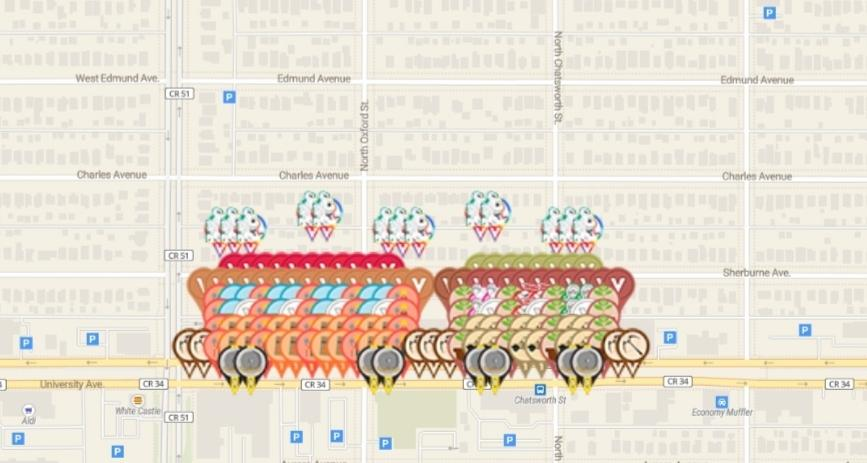 P
West Edmund Ave.
Edmund Avenue
Edmund Avenue
CR 51
P
North Oxford St.
North Chatsworth St.
Charles Avenue
Charles Avenue
Charles Avenue
CR 51
Sherburne Ave.
P
P
P
P
University Ave.
CR 34
CR 34
CR 34
CR 34
Chatsworth St
White Castle
Aldi
Economy Muffler
CR 51
P
P
P
P
P
P
North